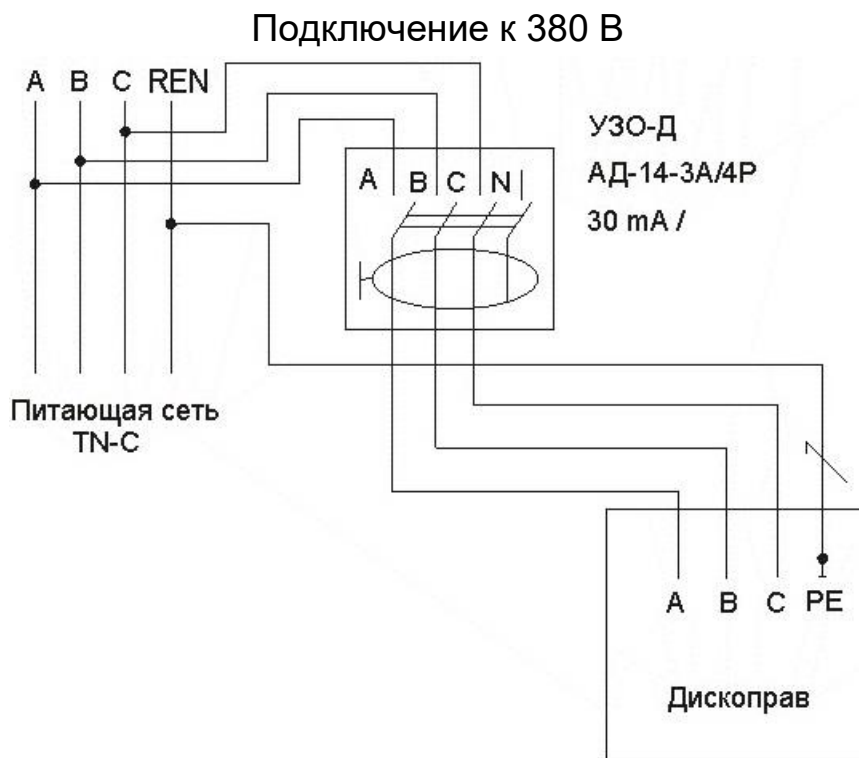 Подключение к 380 В
A B C REN
УЗО-Д
АД-14-3А/4Р
30 mA /
A B C N
Питающая сеть
TN-C
A B C PE
Дископрав